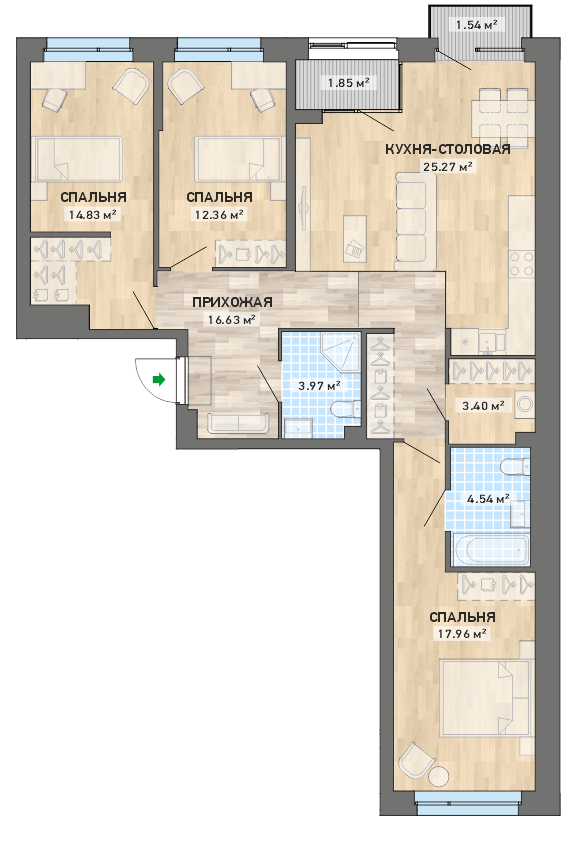 1.54 м²
1.85 м²
КУХНЯ-СТОЛОВАЯ
25.27 м²
СПАЛЬНЯ
14.83 м²
СПАЛЬНЯ
12.36 м²
ПРИХОЖАЯ
16.63 м²
3.97 м²
3.40 м²
4.54 м²
СПАЛЬНЯ
17.96 м²